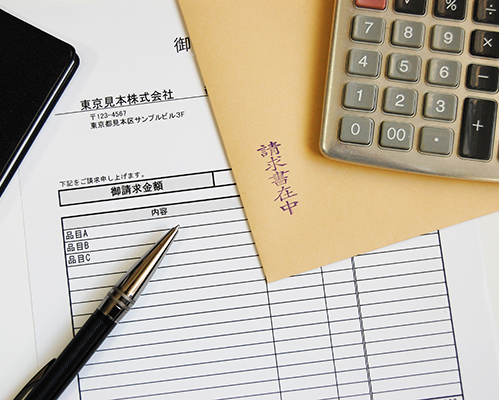 御
東京見本株式会社
〒123-4567
東京都見本区サンプルビル3F
下記をご請求申し上げます。
御請求金額
内容
品目A
品目B
品目C
請求書在中
%
7 8 9 ×
4 5 6 -
1 2 3 +
0 00 ·